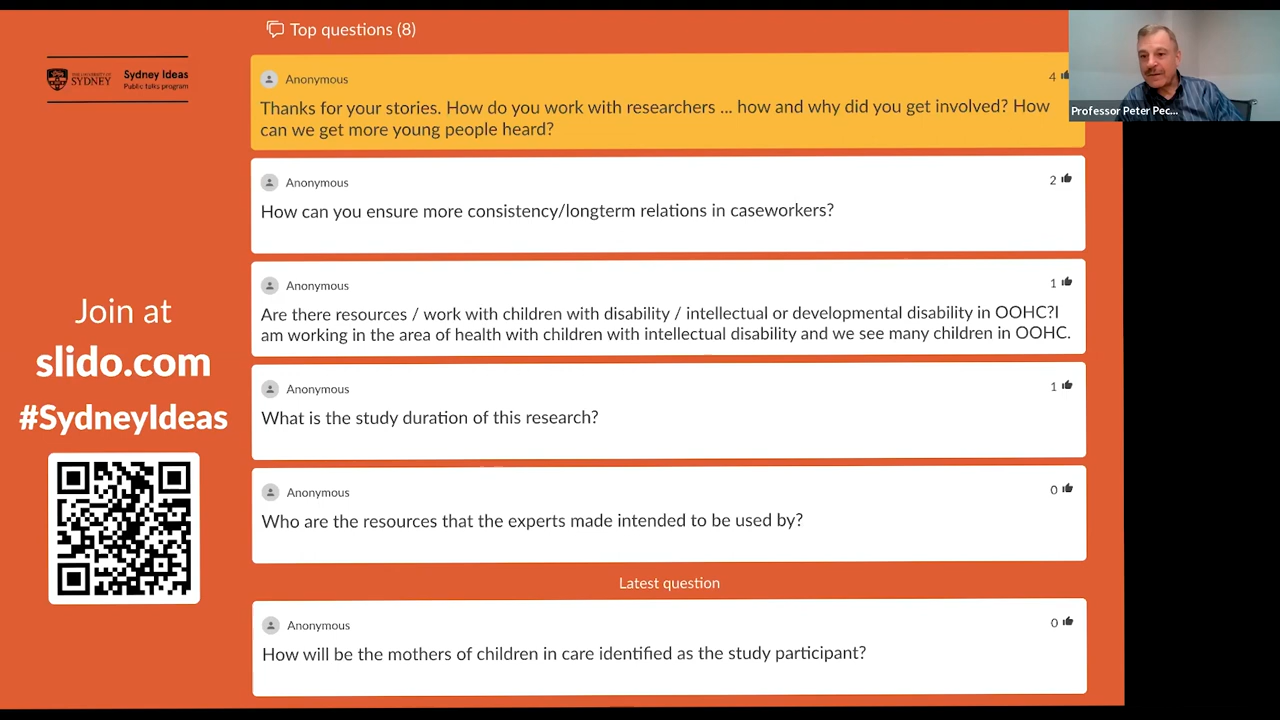 Top questions (8)
THE UNIVERSITY OF
SYDNEY
Sydney Ideas
Public talks program
Anonymous
4
Thanks for your stories. How do you work with researchers ... how and why did you get involved? How
can we get more young people heard?
Professor Peter Pec...
Anonymous
2
How can you ensure more consistency/longterm relations in caseworkers?
Anonymous
1
Are there resources / work with children with disability / intellectual or developmental disability in OOHC?I
am working in the area of health with children with intellectual disability and we see many children in OOHC.
Join at
slido.com
#SydneyIdeas
Anonymous
1
What is the study duration of this research?
Anonymous
0
Who are the resources that the experts made intended to be used by?
Latest question
Anonymous
0
How will be the mothers of children in care identified as the study participant?